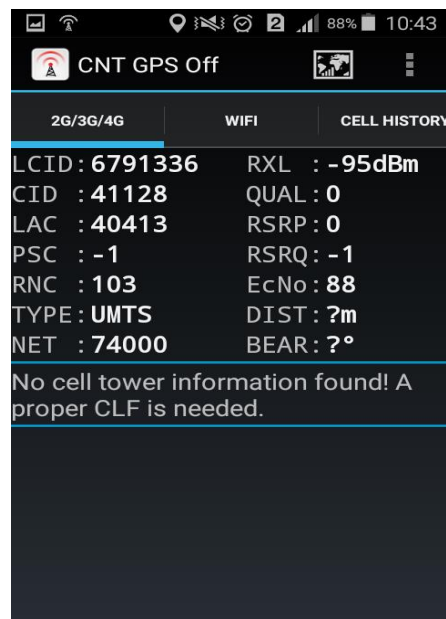 2 88% 10:43
CNT GPS Off
2G/3G/4G WIFI CELL HISTORY
LCID:6791336 RXL :-95dBm
CID :41128 QUAL:0
LAC :40413 RSRP:0
PSC :-1 RSRQ:-1
RNC :103 EcNo:88
TYPE:UMTS DIST:?m
NET :74000 BEAR:?°
No cell tower information found! A
proper CLF is needed.